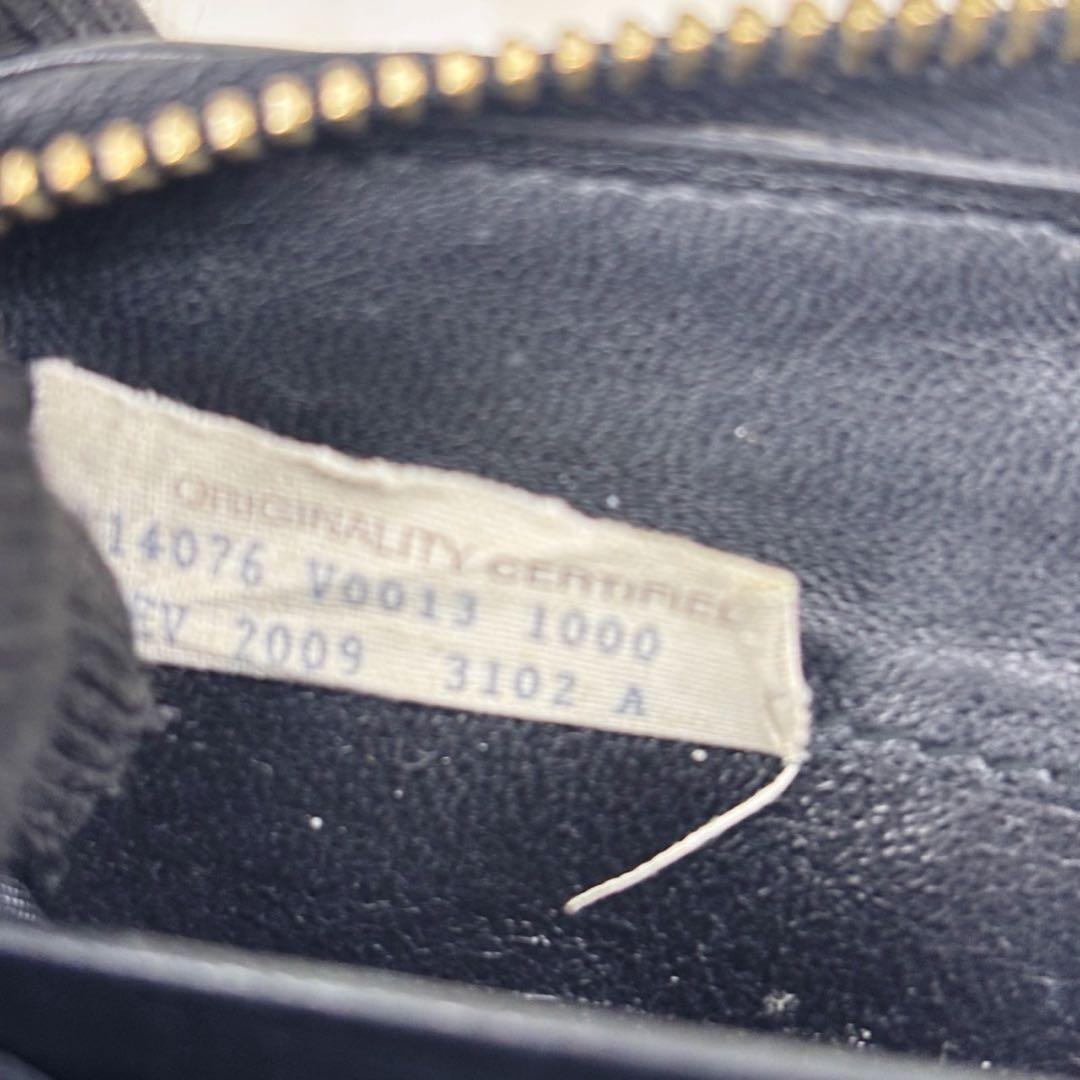 ORIGINALITY CERTIFIED
14076 V0013 1000
EV 2009 3102 A